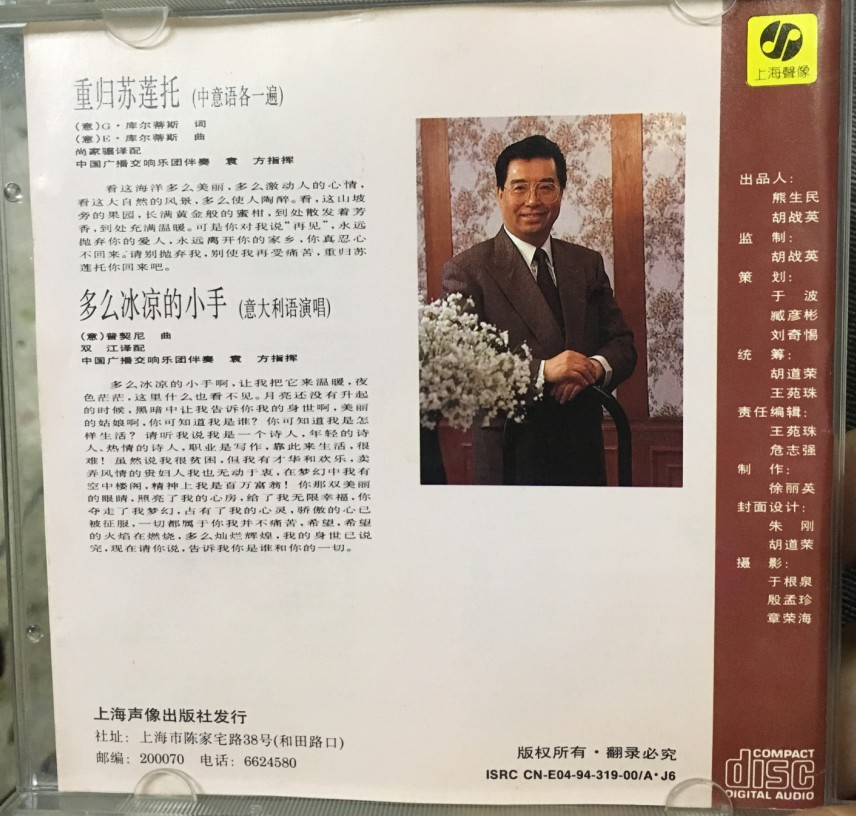 重归苏莲托 (中意语各一遍)
(意)G·库尔蒂斯 词
(意)E·库尔蒂斯 曲
尚家骧译配
中国广播交响乐团伴奏 袁 方指挥
看这海洋多么美丽,多么激动人的心情,
看这大自然的风景,多么使人陶醉。看,这山坡
旁的果园,长满黄金般的蜜柑,到处散发着芳
香,到处充满温暖。可是你对我说“再见”,永远
抛弃你的爱人,永远离开你的家乡,你真忍心
不回来。请别抛弃我,别使我再受痛苦,重归苏
莲托你回来吧。
多么冰凉的小手 (意大利语演唱)
(意)普契尼 曲
双 江译配
中国广播交响乐团伴奏 袁 方指挥
多么冰凉的小手啊,让我把它来温暖,夜
色茫茫,这里什么也看不见。月亮还没有升起
的时候,黑暗中让我告诉你我的身世啊,美丽
的姑娘啊,你可知道我是谁?你可知道我是怎
样生活?请听我说我是一个诗人,年轻的诗
人,热情的诗人,职业是写作,靠此来生活,很
难!虽然说我很贫困,但我有才华和欢乐,卖
弄风情的贵妇人我也无动于衷,在梦幻中我有
空中楼阁,精神上我是百万富翁!你那双美丽
的眼睛,照亮了我的心房,给了我无限幸福,你
夺走了我梦幻,占有了我的心灵,骄傲的心已
被征服,一切都属于你我并不痛苦,希望,希望
的火焰在燃烧,多么灿烂辉煌,我的身世已说
完,现在请你说,告诉我你是谁和你的一切。
上海声像出版社发行
社址:上海市陈家宅路38号(和田路口)
邮编:200070 电话:6624580
版权所有·翻录必究
ISRC CN-E04-94-319-00/A·J6
上海聲像
出品人:
熊生民
胡战英
监 制:
胡战英
策 划:
于 波
臧彦彬
刘奇惕
统 筹:
胡道荣
王苑珠
责任编辑:
王苑珠
危志强
制 作:
徐丽英
封面设计:
朱 刚
胡道荣
摄 影:
于根泉
殷孟珍
章荣海
COMPACT
disc
DIGITAL AUDIO